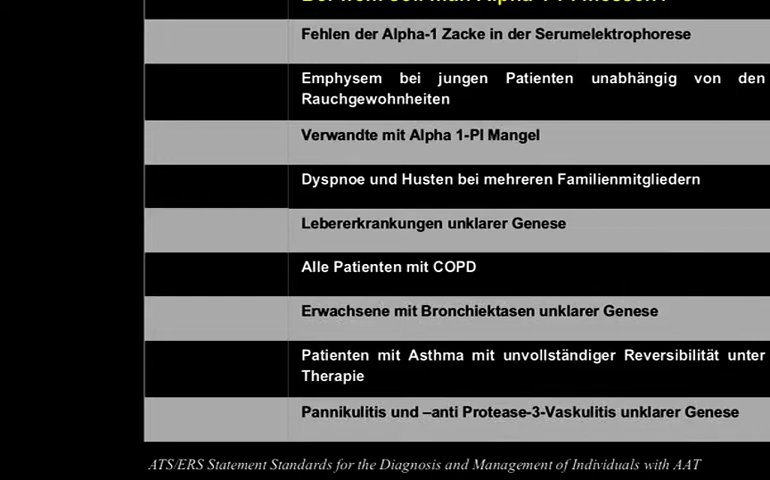 Fehlen der Alpha-1 Zacke in der Serumelektrophorese
Emphysem bei jungen Patienten unabhängig von den
Rauchgewohnheiten
Verwandte mit Alpha 1-PI Mangel
Dyspnoe und Husten bei mehreren Familienmitgliedern
Lebererkrankungen unklarer Genese
Alle Patienten mit COPD
Erwachsene mit Bronchiektasen unklarer Genese
Patienten mit Asthma mit unvollständiger Reversibilität unter
Therapie
Pannikulitis und –anti Protease-3-Vaskulitis unklarer Genese
ATS/ERS Statement Standards for the Diagnosis and Management of Individuals with AAT